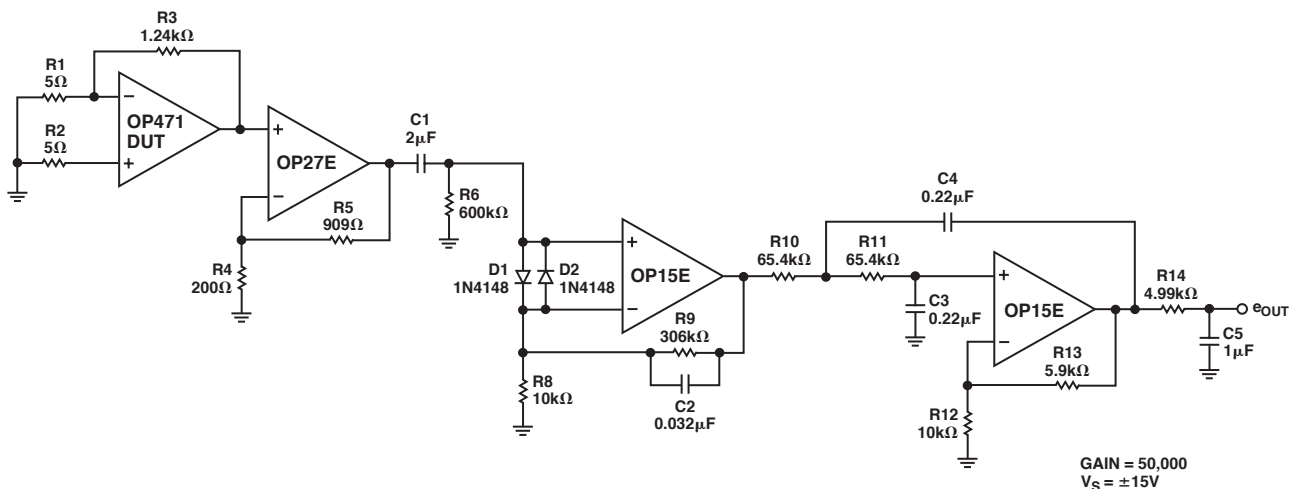 R3
1.24kΩ
R1
5Ω
−
OP471
DUT
R2
5Ω
+
+
OP27E
−
C1
2µF
R6
600kΩ
R5
909Ω
R4
200Ω
D1
1N4148
D2
1N4148
+
OP15E
−
R9
306kΩ
C2
0.032µF
R8
10kΩ
R10
65.4kΩ
R11
65.4kΩ
C4
0.22µF
C3
0.22µF
+
OP15E
−
R13
5.9kΩ
R12
10kΩ
R14
4.99kΩ
eOUT
C5
1µF
GAIN = 50,000
VS = ±15V